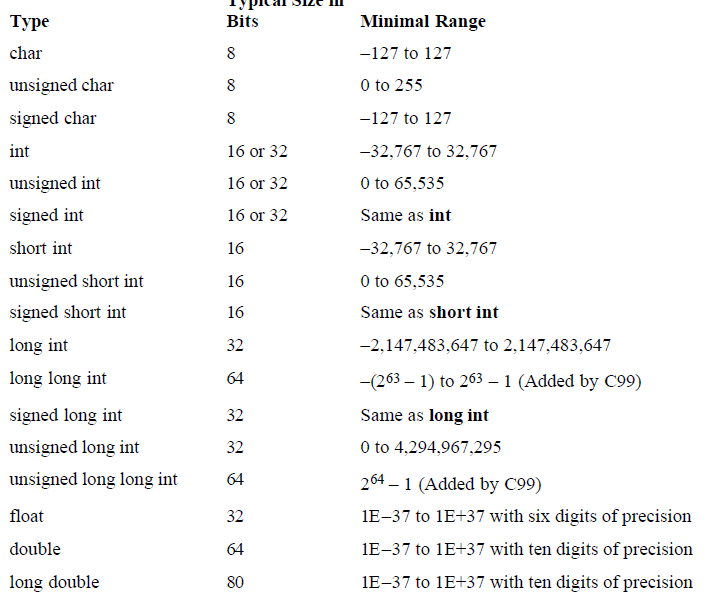 Typical Size in
Type Bits Minimal Range
char 8 –127 to 127
unsigned char 8 0 to 255
signed char 8 –127 to 127
int 16 or 32 –32,767 to 32,767
unsigned int 16 or 32 0 to 65,535
signed int 16 or 32 Same as int
short int 16 –32,767 to 32,767
unsigned short int 16 0 to 65,535
signed short int 16 Same as short int
long int 32 –2,147,483,647 to 2,147,483,647
long long int 64 –(2⁶³ – 1) to 2⁶³ – 1 (Added by C99)
signed long int 32 Same as long int
unsigned long int 32 0 to 4,294,967,295
unsigned long long int 64 2⁶⁴ – 1 (Added by C99)
float 32 1E–37 to 1E+37 with six digits of precision
double 64 1E–37 to 1E+37 with ten digits of precision
long double 80 1E–37 to 1E+37 with ten digits of precision